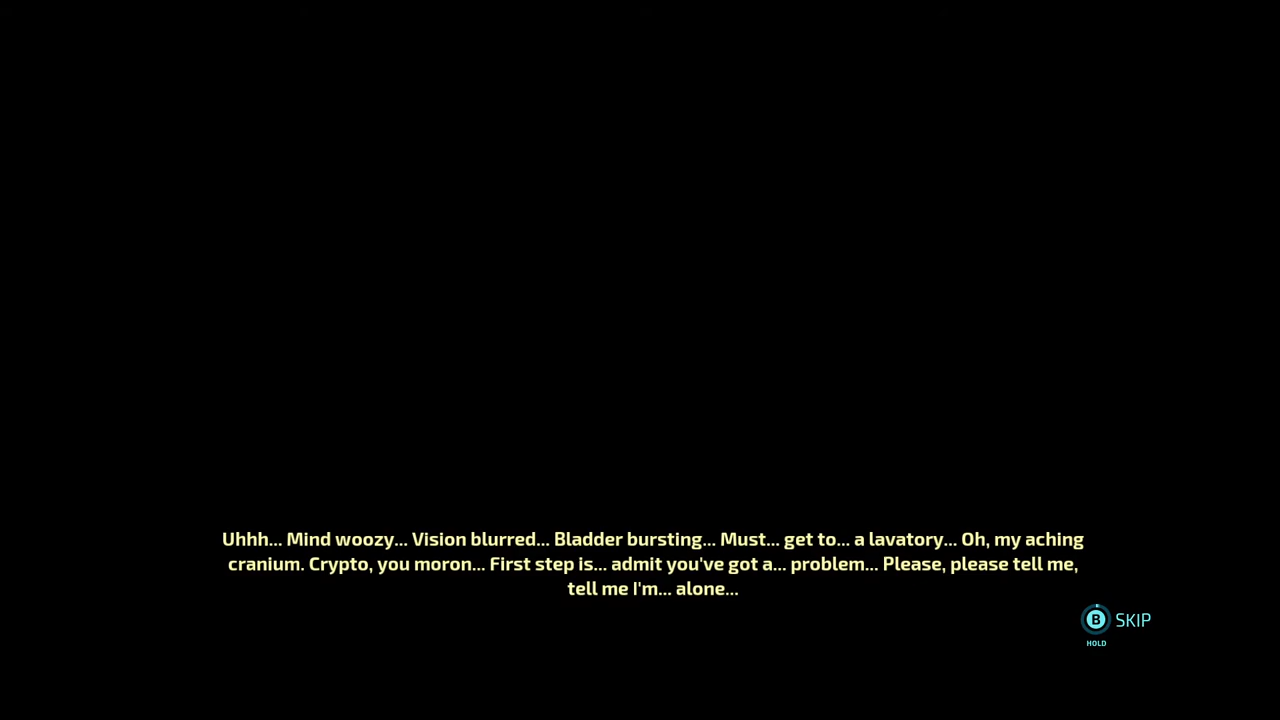 Uhhh... Mind woozy... Vision blurred... Bladder bursting... Must... get to... a lavatory... Oh, my aching
cranium. Crypto, you moron... First step is... admit you've got a... problem... Please, please tell me,
tell me I'm... alone...
B SKIP
HOLD